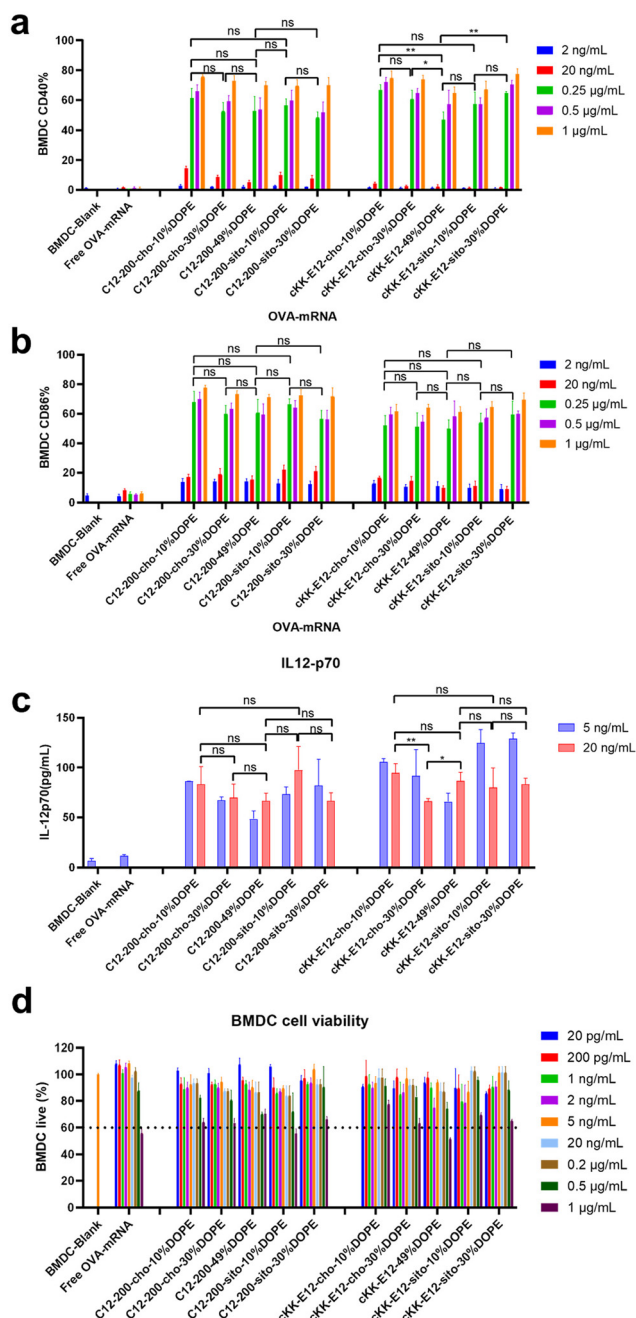 a
BMDC CD40%
100
80
60
40
20
0
ns
ns
ns
ns
ns
ns
ns
ns
ns
**
ns
*
**
ns
ns
2 ng/mL
20 ng/mL
0.25 µg/mL
0.5 µg/mL
1 µg/mL
BMDC-Blank
Free OVA-mRNA
C12-200-cho-10%DOPE
C12-200-cho-30%DOPE
C12-200-49%DOPE
C12-200-sito-10%DOPE
C12-200-sito-30%DOPE
cKK-E12-cho-10%DOPE
cKK-E12-cho-30%DOPE
cKK-E12-49%DOPE
cKK-E12-sito-10%DOPE
cKK-E12-sito-30%DOPE
OVA-mRNA
b
BMDC CD86%
100
80
60
40
20
0
ns
ns
ns
ns
ns
ns
ns
ns
ns
ns
ns
ns
ns
ns
2 ng/mL
20 ng/mL
0.25 µg/mL
0.5 µg/mL
1 µg/mL
BMDC-Blank
Free OVA-mRNA
C12-200-cho-10%DOPE
C12-200-cho-30%DOPE
C12-200-49%DOPE
C12-200-sito-10%DOPE
C12-200-sito-30%DOPE
cKK-E12-cho-10%DOPE
cKK-E12-cho-30%DOPE
cKK-E12-49%DOPE
cKK-E12-sito-10%DOPE
cKK-E12-sito-30%DOPE
OVA-mRNA
IL12-p70
c
IL-12p70(pg/mL)
150
100
50
0
ns
ns
ns
ns
ns
ns
ns
ns
ns
ns
**
*
ns
ns
5 ng/mL
20 ng/mL
BMDC-Blank
Free OVA-mRNA
C12-200-cho-10%DOPE
C12-200-cho-30%DOPE
C12-200-49%DOPE
C12-200-sito-10%DOPE
C12-200-sito-30%DOPE
cKK-E12-cho-10%DOPE
cKK-E12-cho-30%DOPE
cKK-E12-49%DOPE
cKK-E12-sito-10%DOPE
cKK-E12-sito-30%DOPE
d
BMDC cell viability
BMDC live (%)
120
100
80
60
40
20
0
20 pg/mL
200 pg/mL
1 ng/mL
2 ng/mL
5 ng/mL
20 ng/mL
0.2 µg/mL
0.5 µg/mL
1 µg/mL
BMDC-Blank
Free OVA-mRNA
C12-200-cho-10%DOPE
C12-200-cho-30%DOPE
C12-200-49%DOPE
C12-200-sito-10%DOPE
C12-200-sito-30%DOPE
cKK-E12-cho-10%DOPE
cKK-E12-cho-30%DOPE
cKK-E12-49%DOPE
cKK-E12-sito-10%DOPE
cKK-E12-sito-30%DOPE